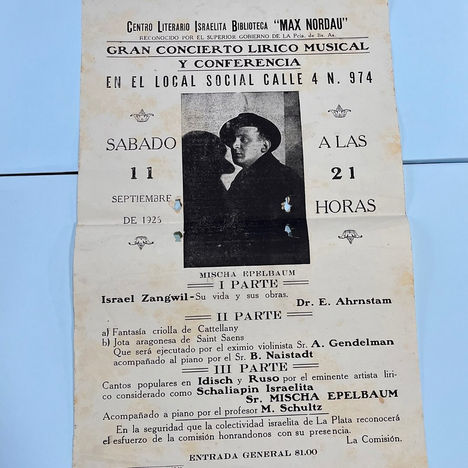 CENTRO LITERARIO ISRAELITA BIBLIOTECA "MAX NORDAU"
RECONOCIDO POR EL SUPERIOR GOBIERNO DE LA Pcia. de Bs. As.
GRAN CONCIERTO LIRICO MUSICAL
Y CONFERENCIA
EN EL LOCAL SOCIAL CALLE 4 N. 974
SABADO
11
SEPTIEMBRE
DE 1926
A LAS
21
HORAS
MISCHA EPELBAUM
I PARTE
Israel Zangwil-Su vida y sus obras.
Dr. E. Ahrnstam
II PARTE
a) Fantasía criolla de Cattellany
b) Jota aragonesa de Saint Saens
Que será ejecutado por el eximio violinista Sr. A. Gendelman
acompañado al piano por el Sr. B. Naistadt
III PARTE
Cantos populares en Idisch y Ruso por el eminente artista liri-
co considerado como Schaliapin Israelita
Sr. MISCHA EPELBAUM
Acompañado a piano por el profesor M. Schultz
En la seguridad que la colectividad israelita de La Plata reconocerá
el esfuerzo de la comisión honrandonos con su presencia.
La Comisión.
ENTRADA GENERAL $1.00